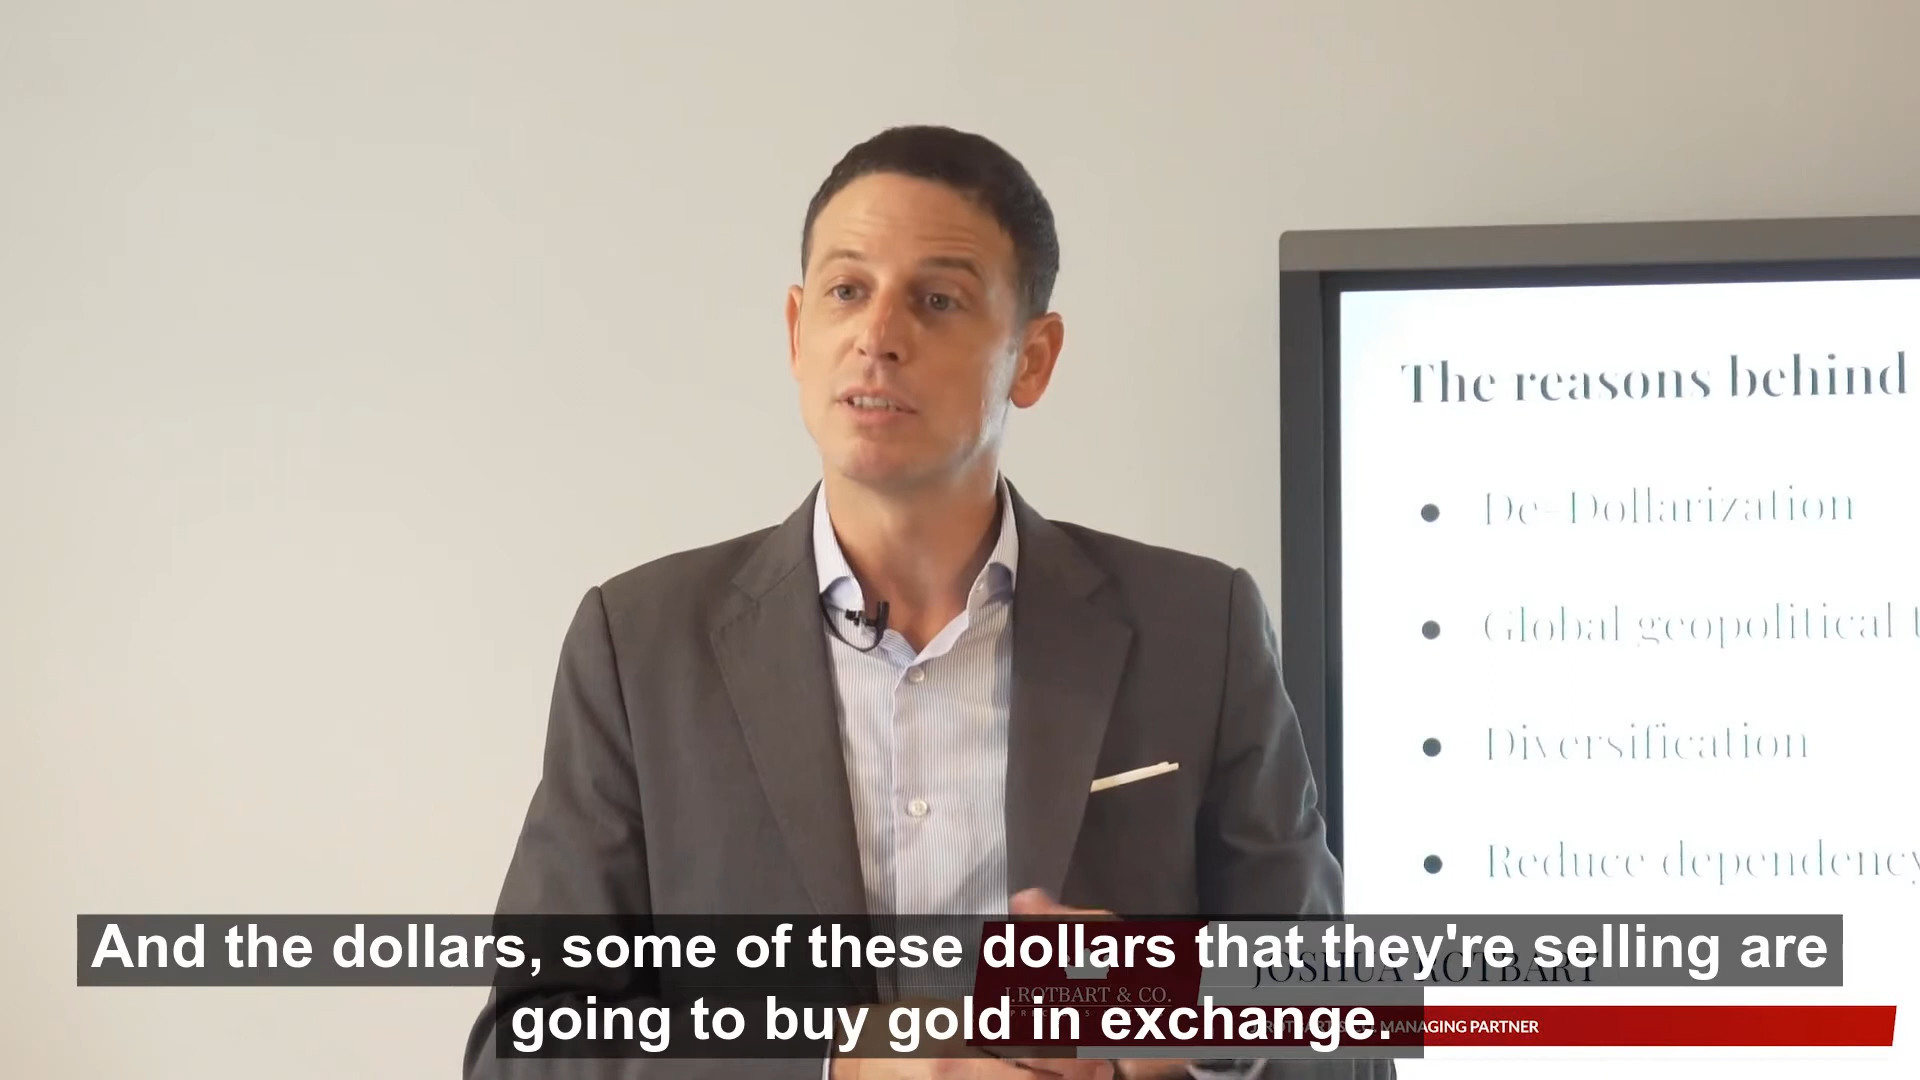 The reasons behind
De-Dollarization
Global geopolitical t
Diversification
Reduce dependency
And the dollars, some of these dollars that they're selling are
going to buy gold in exchange.
JOSHUA ROTBART
J.ROTBART & CO.
MANAGING PARTNER